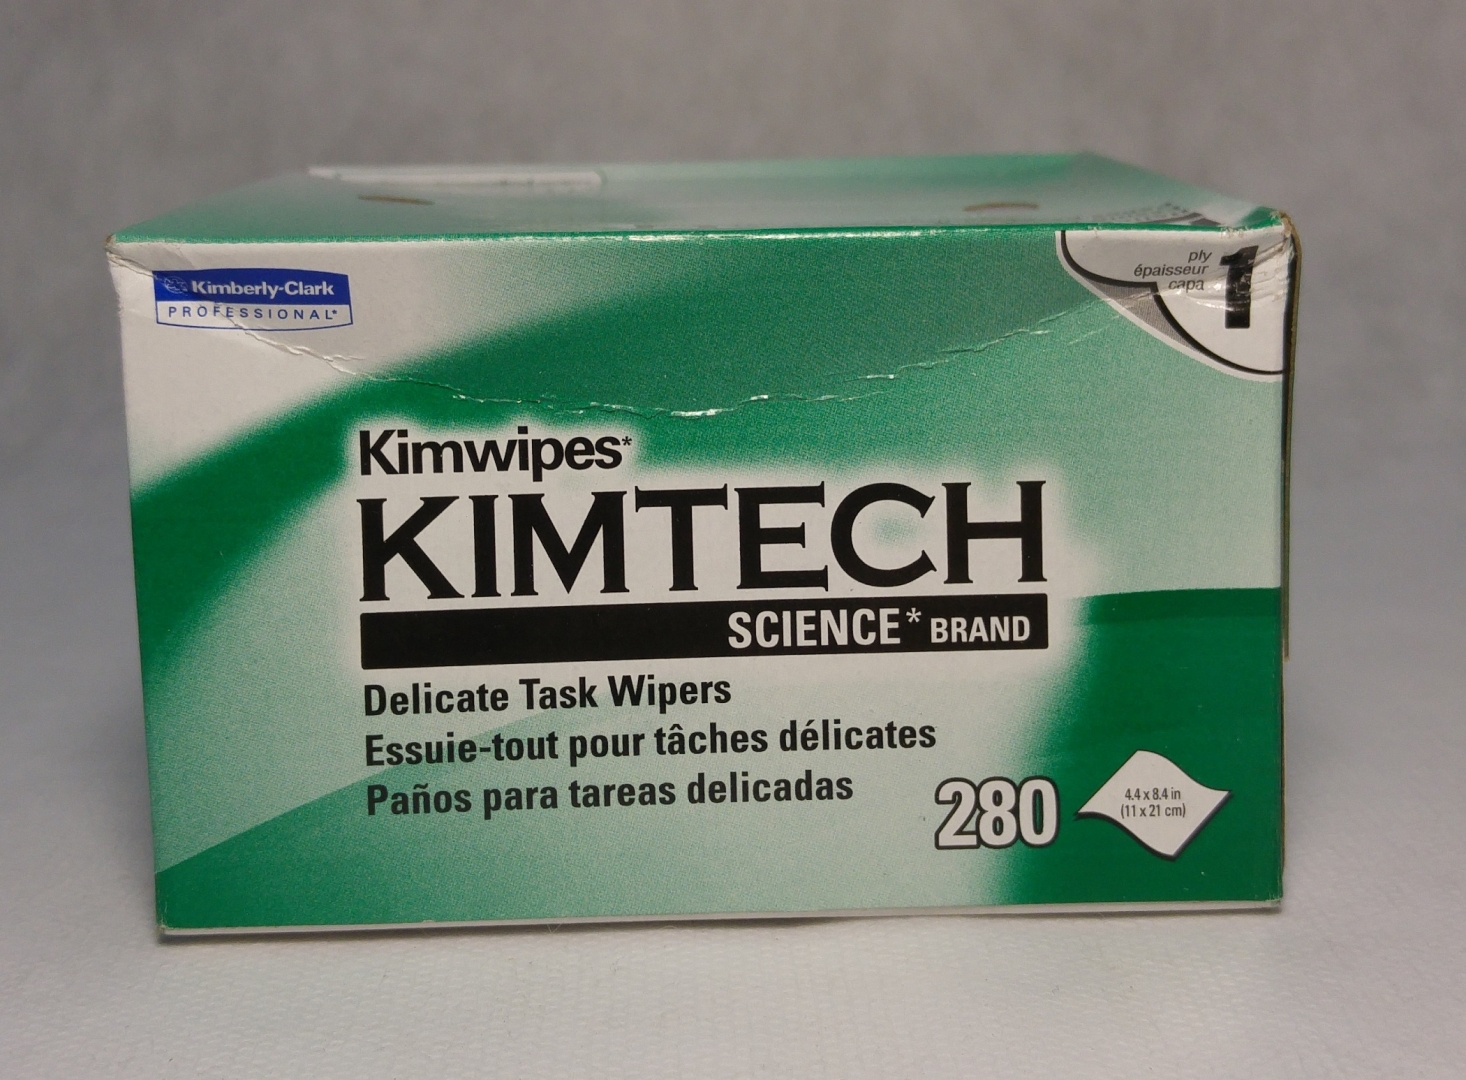 Kimberly-Clark
PROFESSIONAL*
ply
épaisseur
capa
1
Kimwipes*
KIMTECH
SCIENCE* BRAND
Delicate Task Wipers
Essuie-tout pour tâches délicates
Paños para tareas delicadas
280
4.4 x 8.4 in
(11 x 21 cm)